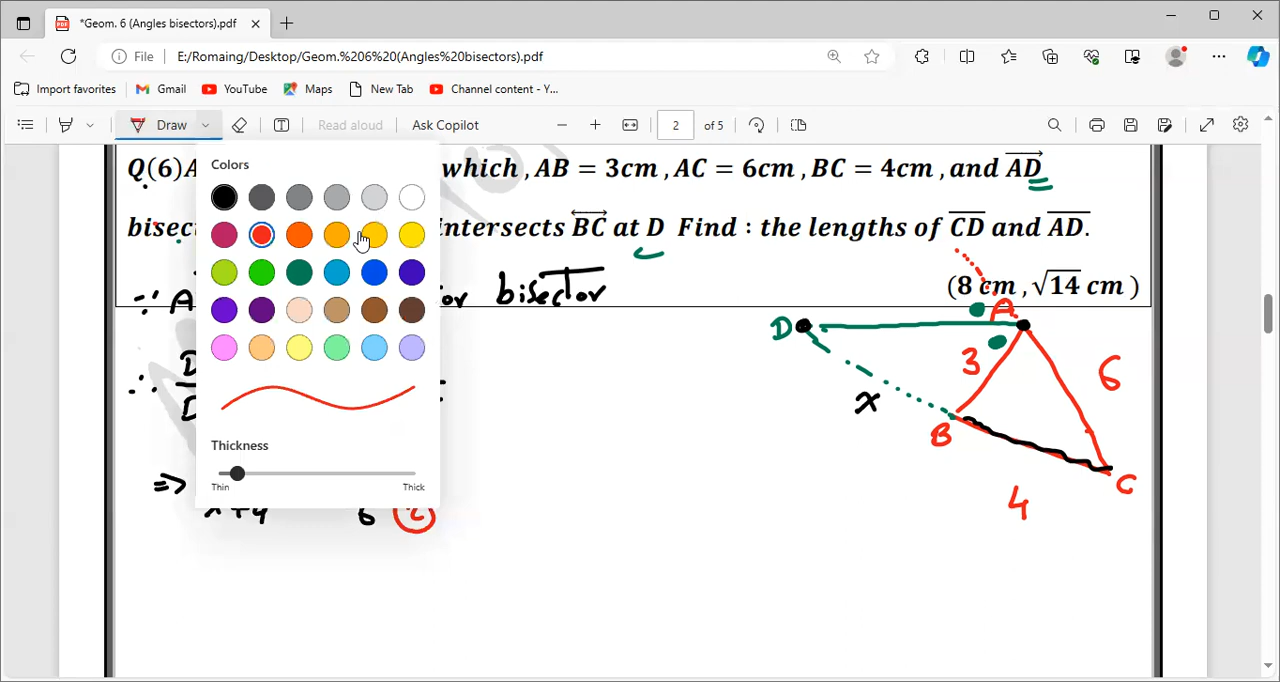 *Geom. 6 (Angles bisectors).pdf
File E:/Romaing/Desktop/Geom.%206%20(Angles%20bisectors).pdf
Import favorites Gmail YouTube Maps New Tab Channel content - Y...
Draw Read aloud Ask Copilot 2 of 5
Colors
Q(6)A which , AB = 3cm , AC = 6cm , BC = 4cm , and AD
bisec intersects BC at D Find : the lengths of CD and AD.
(8 cm , √14 cm )
∵ A or bisector
D A
3 6
∴ D
x
B
C
4
Thickness
Thin Thick
=>
x+4 6 2